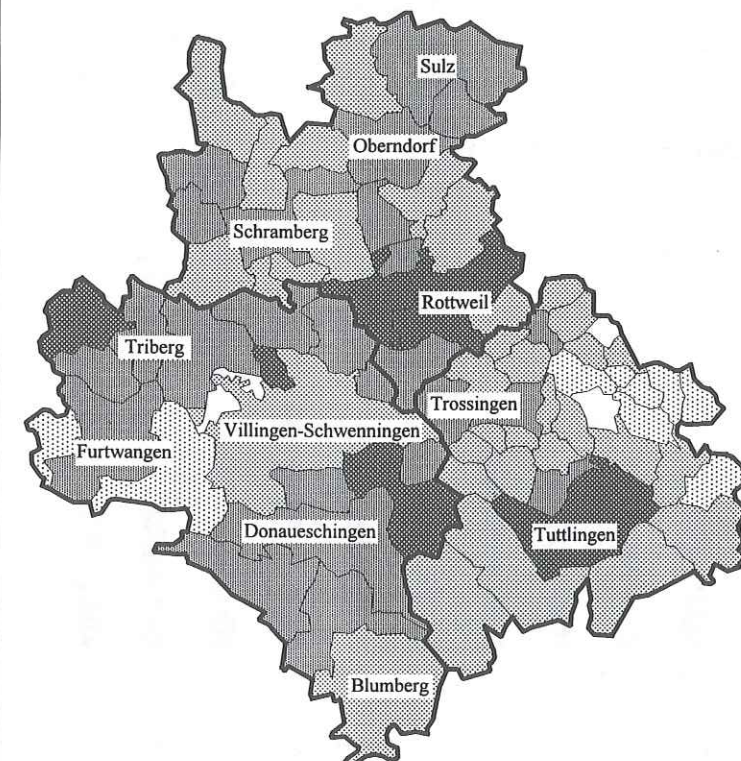 Sulz
Oberndorf
Schramberg
Rottweil
Triberg
Trossingen
Villingen-Schwenningen
Furtwangen
Donaueschingen
Tuttlingen
Blumberg